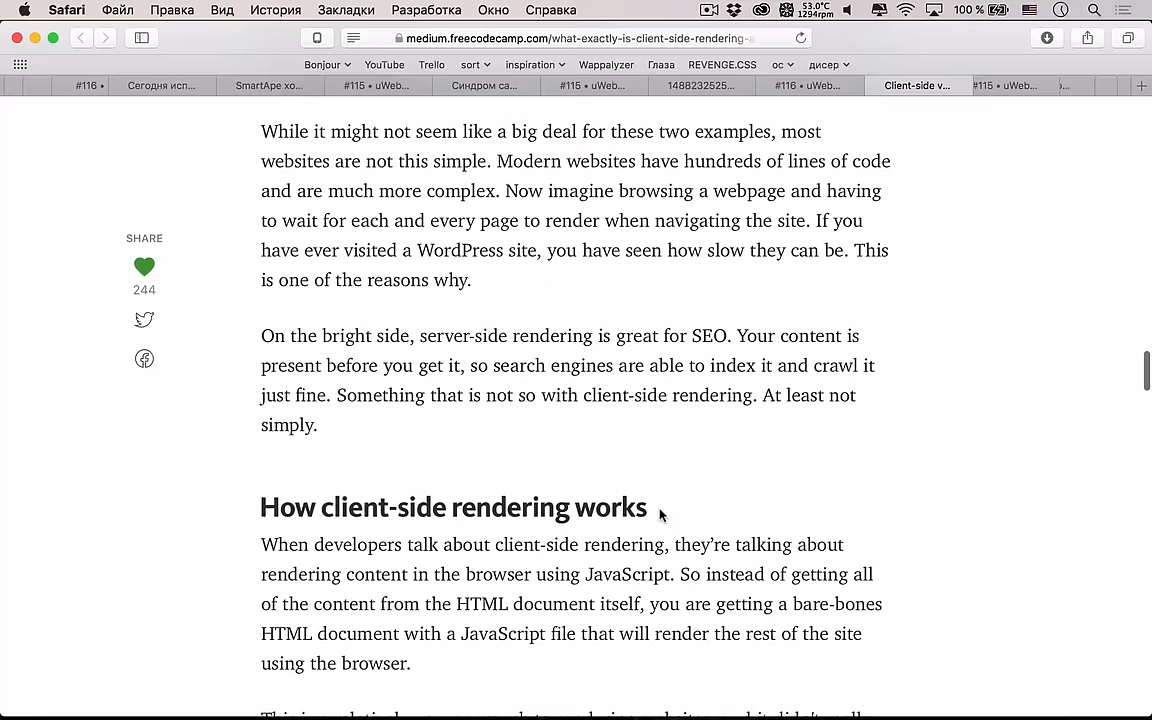 Safari Файл Правка Вид История Закладки Разработка Окно Справка 53.0°C 1294rpm 100 %
medium.freecodecamp.com/what-exactly-is-client-side-rendering-
Bonjour YouTube Trello sort inspiration Wappalyzer Глаза REVENGE.CSS ос дисер
#116 • Сегодня исп... SmartApe хо... #115 • uWeb... Синдром са... #115 • uWeb... 1488232525... #116 • uWeb... Client-side v... #115 • uWeb...
While it might not seem like a big deal for these two examples, most
websites are not this simple. Modern websites have hundreds of lines of code
and are much more complex. Now imagine browsing a webpage and having
to wait for each and every page to render when navigating the site. If you
have ever visited a WordPress site, you have seen how slow they can be. This
is one of the reasons why.
SHARE
244
On the bright side, server-side rendering is great for SEO. Your content is
present before you get it, so search engines are able to index it and crawl it
just fine. Something that is not so with client-side rendering. At least not
simply.
How client-side rendering works
When developers talk about client-side rendering, they’re talking about
rendering content in the browser using JavaScript. So instead of getting all
of the content from the HTML document itself, you are getting a bare-bones
HTML document with a JavaScript file that will render the rest of the site
using the browser.